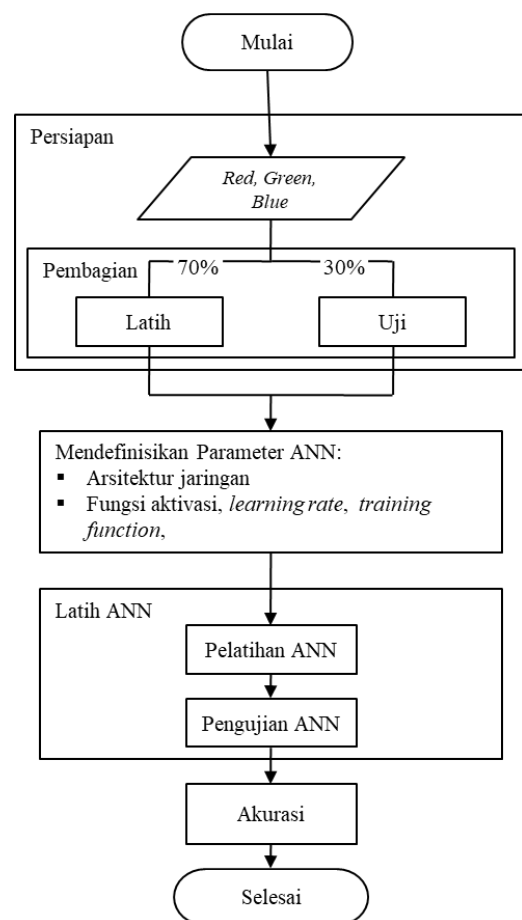 Mulai
Persiapan
Red, Green,
Blue
Pembagian
70%
30%
Latih
Uji
Mendefinisikan Parameter ANN:
▪ Arsitektur jaringan
▪ Fungsi aktivasi, learning rate, training
function,
Latih ANN
Pelatihan ANN
Pengujian ANN
Akurasi
Selesai